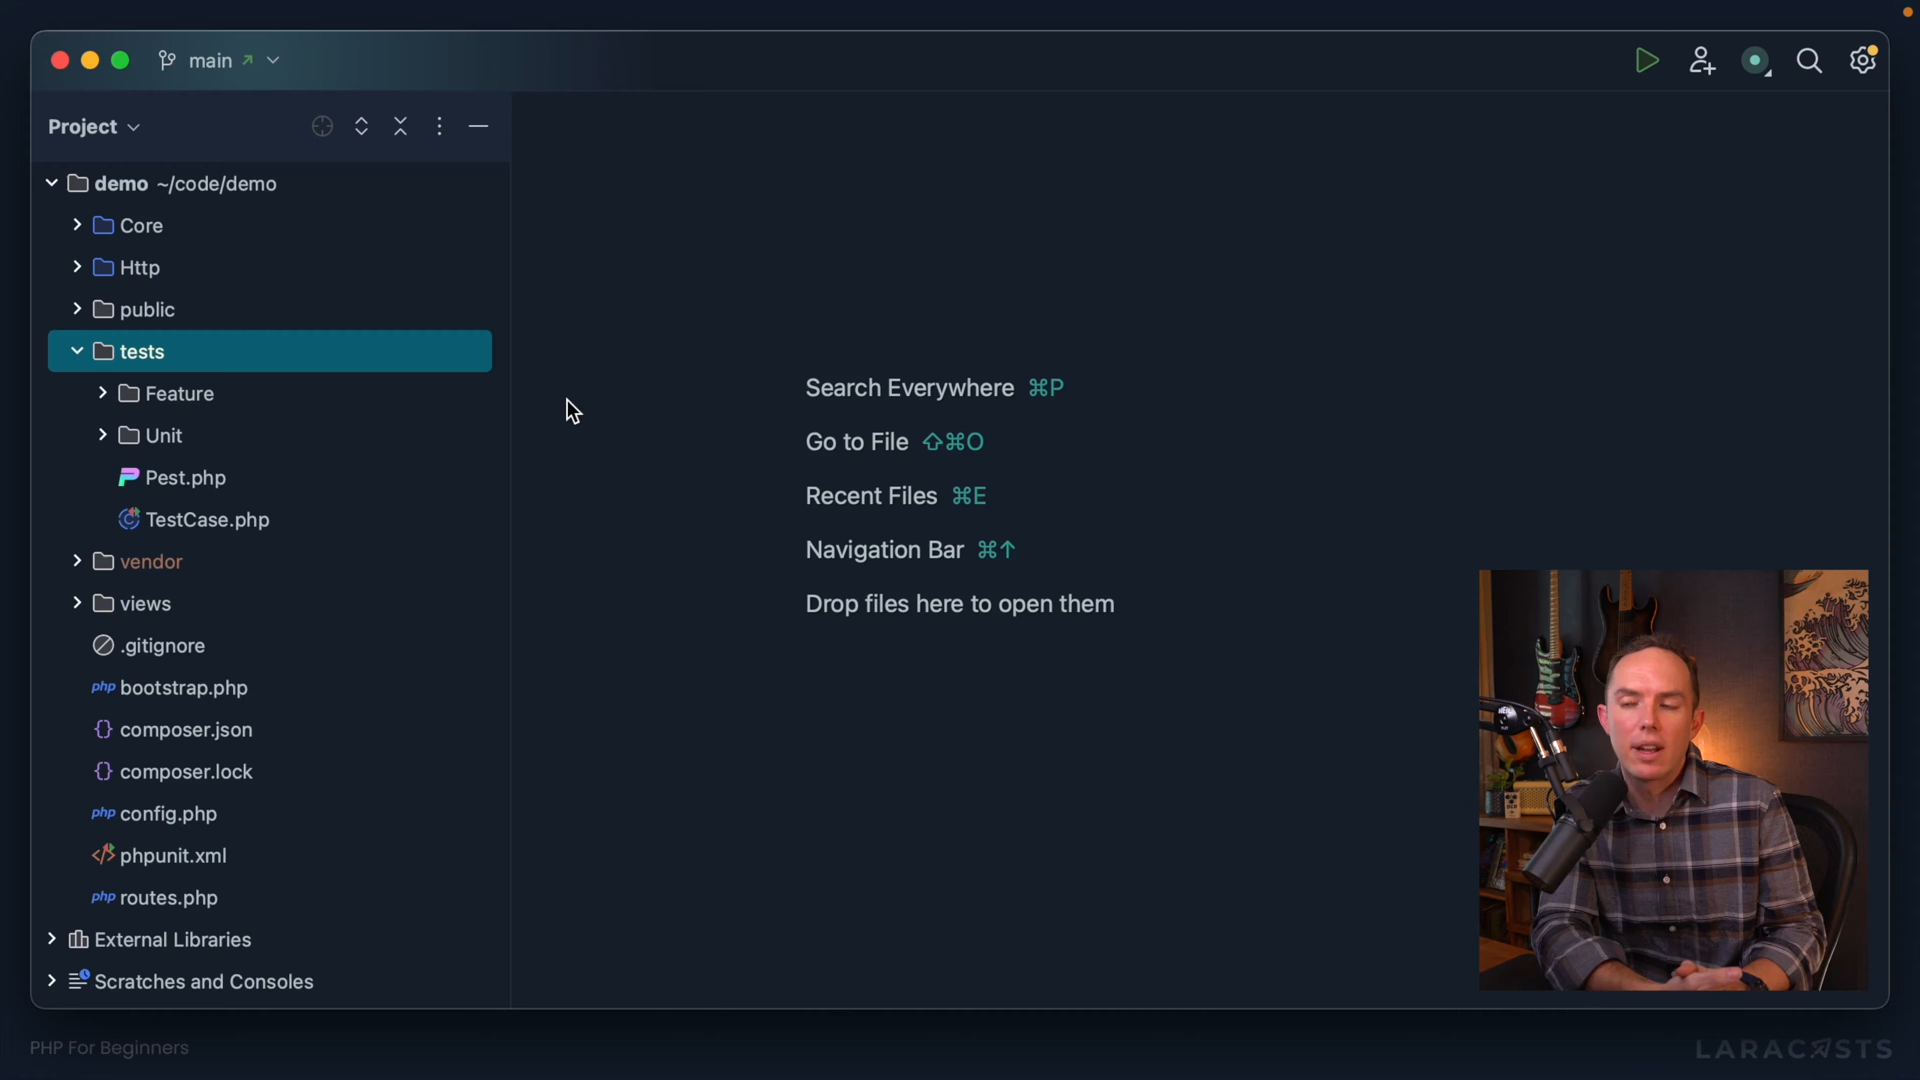 main
Project
demo ~/code/demo
Core
Http
public
tests
Feature
Unit
Pest.php
TestCase.php
vendor
views
.gitignore
php bootstrap.php
composer.json
composer.lock
php config.php
phpunit.xml
php routes.php
External Libraries
Scratches and Consoles
Search Everywhere ⌘P
Go to File ⇧⌘O
Recent Files ⌘E
Navigation Bar ⌘↑
Drop files here to open them
PHP For Beginners
LARACASTS